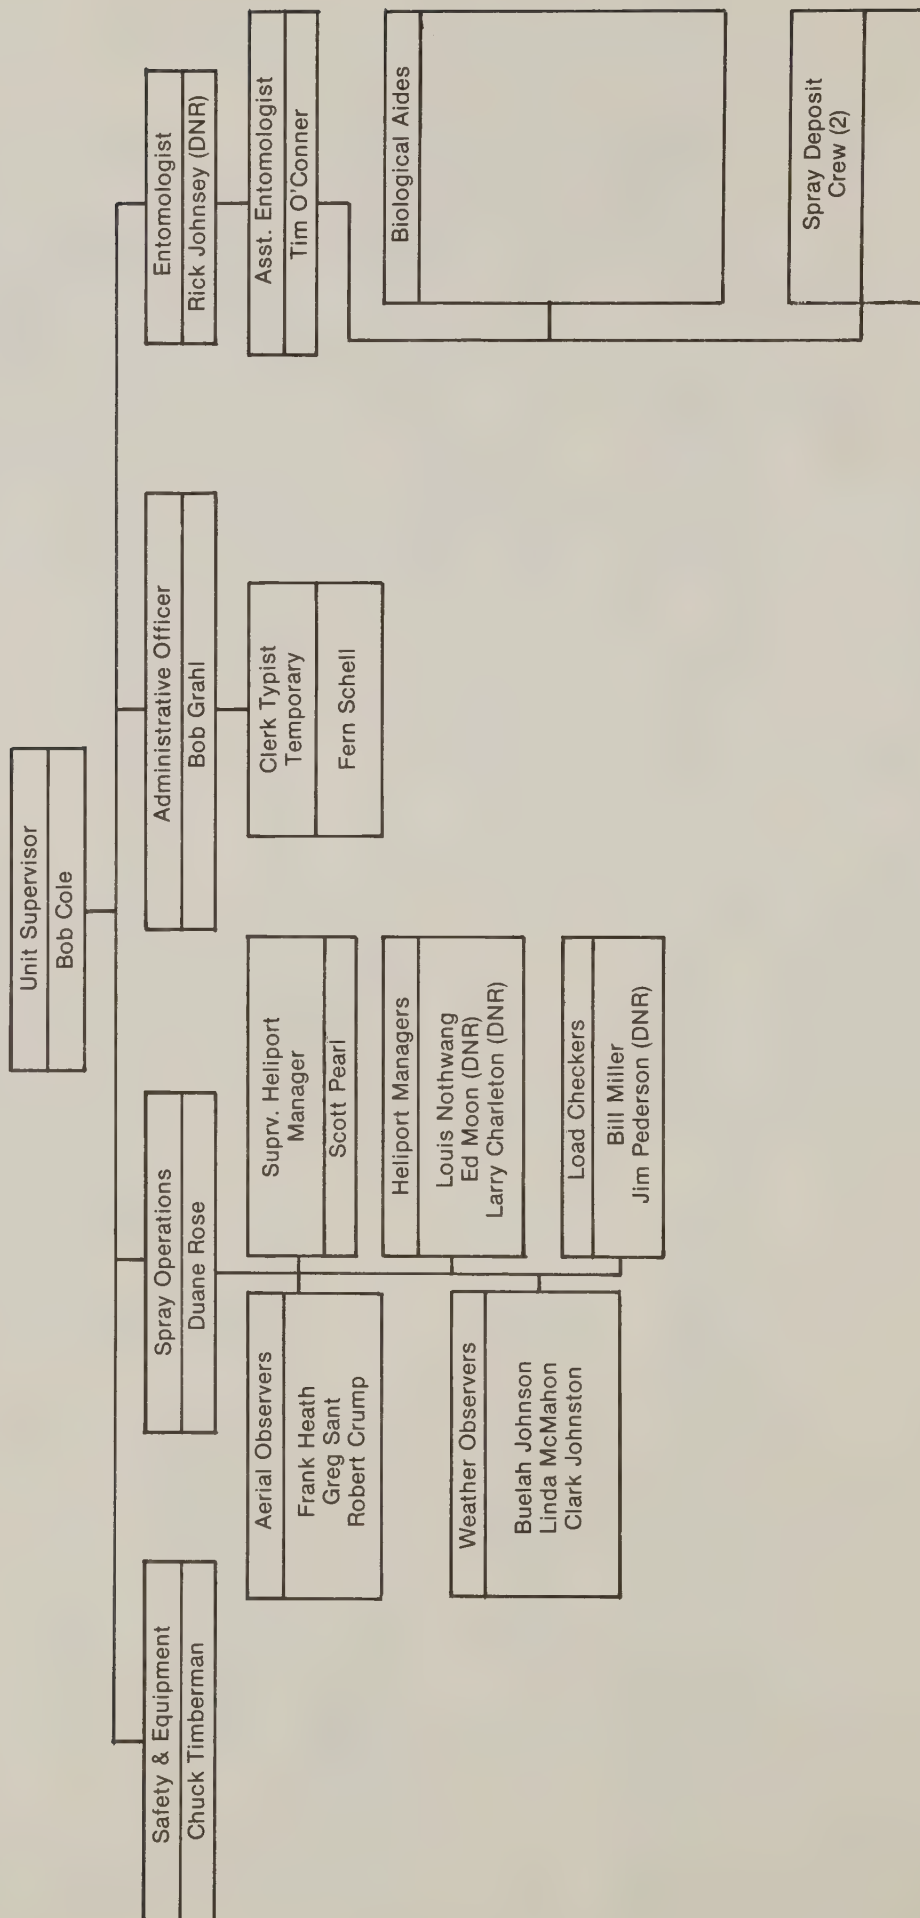 Unit Supervisor
Bob Cole
Safety & Equipment
Chuck Timberman
Spray Operations
Duane Rose
Administrative Officer
Bob Grahl
Entomologist
Rick Johnsey (DNR)
Aerial Observers
Frank Heath
Greg Sant
Robert Crump
Suprv. Heliport
Manager
Scott Pearl
Clerk Typist
Temporary
Fern Schell
Asst. Entomologist
Tim O'Conner
Weather Observers
Buelah Johnson
Linda McMahon
Clark Johnston
Heliport Managers
Louis Nothwang
Ed Moon (DNR)
Larry Charleton (DNR)
Load Checkers
Bill Miller
Jim Pederson (DNR)
Biological Aides
Spray Deposit
Crew (2)